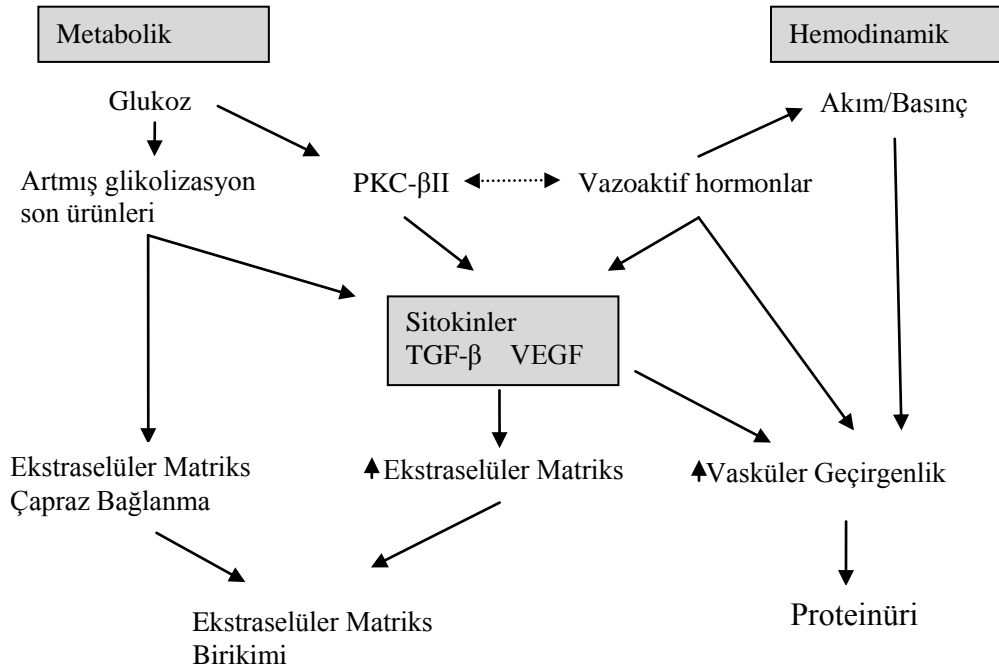 Metabolik
Hemodinamik
Glukoz
Akım/Basınç
Artmış glikolizasyon
son ürünleri
PKC-βII
Vazoaktif hormonlar
Sitokinler
TGF-β VEGF
Ekstraselüler Matriks
Çapraz Bağlanma
Ekstraselüler Matriks
Vasküler Geçirgenlik
Ekstraselüler Matriks
Birikimi
Proteinüri